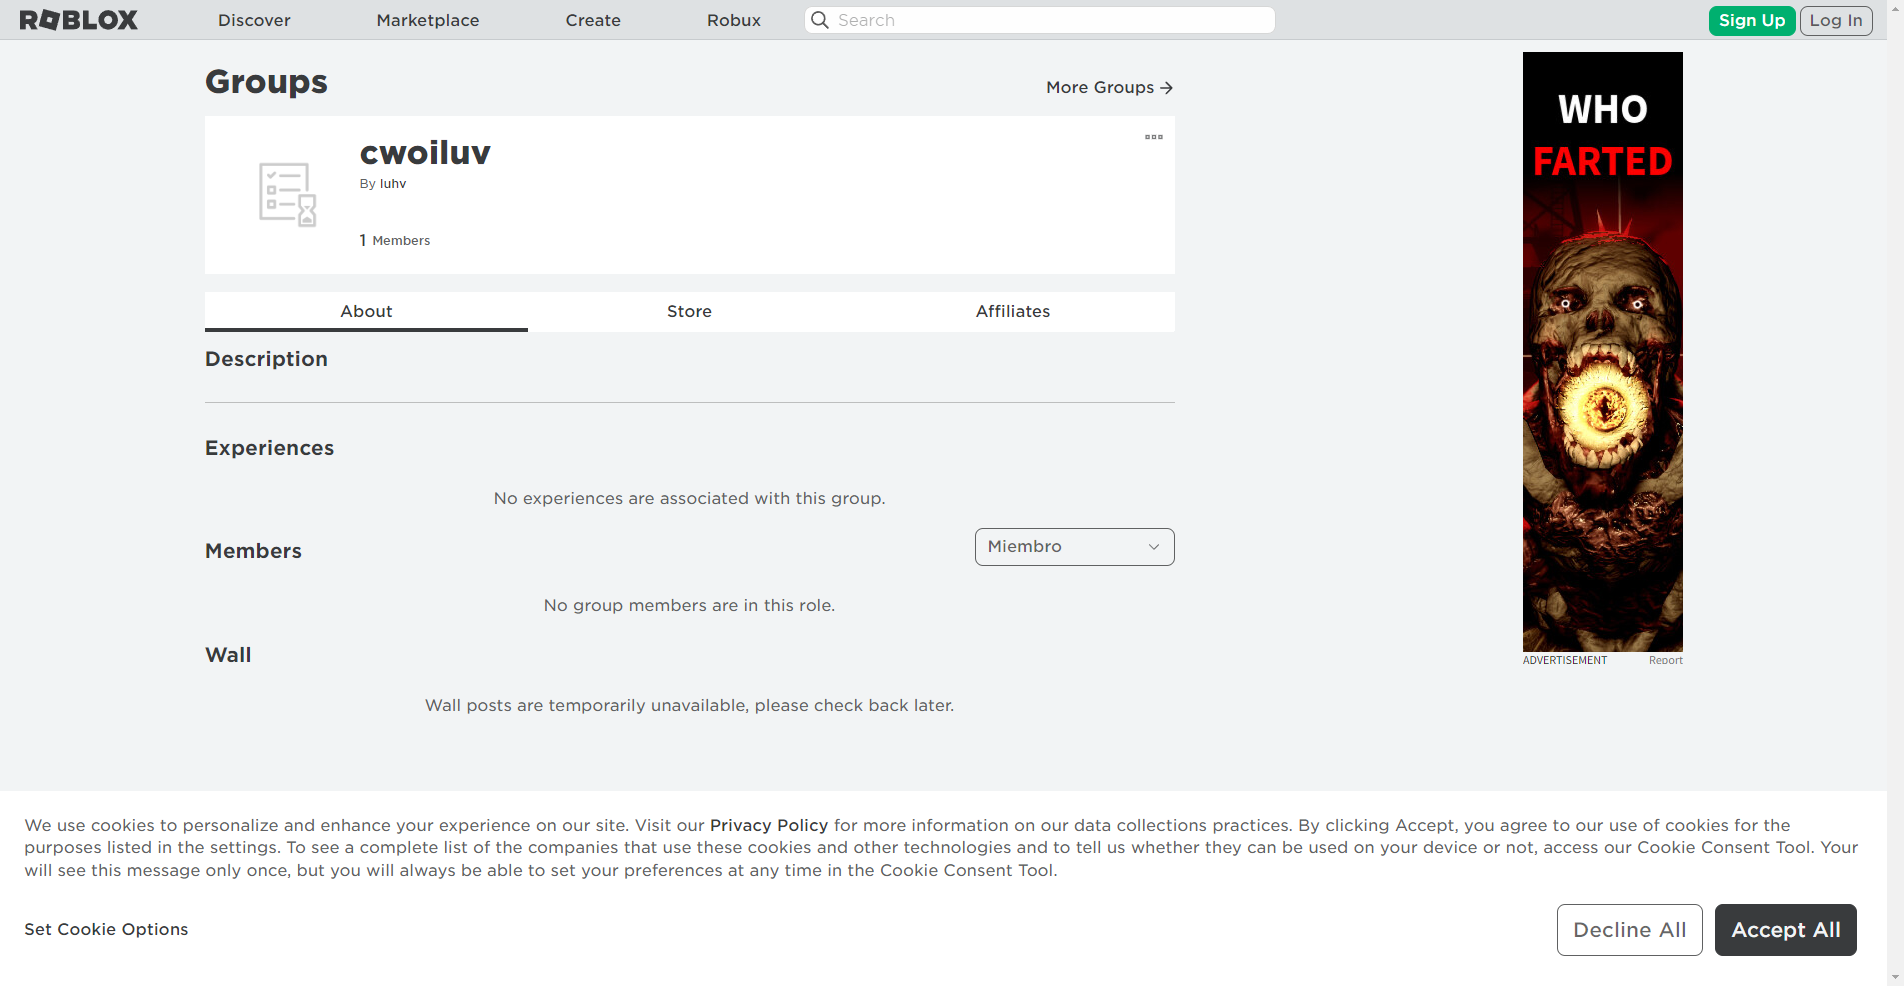 ROBLOX
Discover
Marketplace
Create
Robux
Search
Sign Up
Log In
Groups
More Groups
cwoiluv
By luhv
1 Members
About
Store
Affiliates
Description
Experiences
No experiences are associated with this group.
Members
Miembro
No group members are in this role.
Wall
Wall posts are temporarily unavailable, please check back later.
WHO
FARTED
ADVERTISEMENT
Report
We use cookies to personalize and enhance your experience on our site. Visit our Privacy Policy for more information on our data collections practices. By clicking Accept, you agree to our use of cookies for the
purposes listed in the settings. To see a complete list of the companies that use these cookies and other technologies and to tell us whether they can be used on your device or not, access our Cookie Consent Tool. Your
will see this message only once, but you will always be able to set your preferences at any time in the Cookie Consent Tool.
Set Cookie Options
Decline All
Accept All